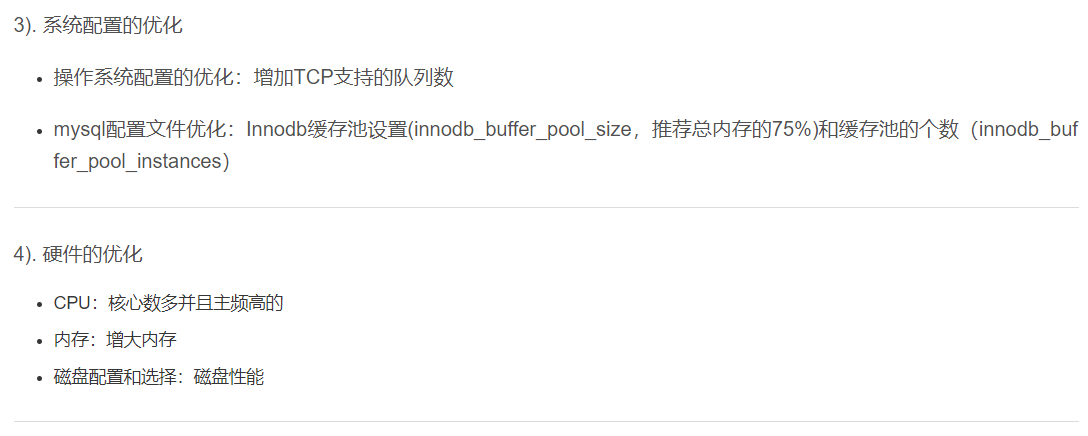 3). 系统配置的优化
操作系统配置的优化：增加TCP支持的队列数
mysql配置文件优化：Innodb缓存池设置(innodb_buffer_pool_size，推荐总内存的75%)和缓存池的个数（innodb_buf
fer_pool_instances）
4). 硬件的优化
CPU：核心数多并且主频高的
内存：增大内存
磁盘配置和选择：磁盘性能